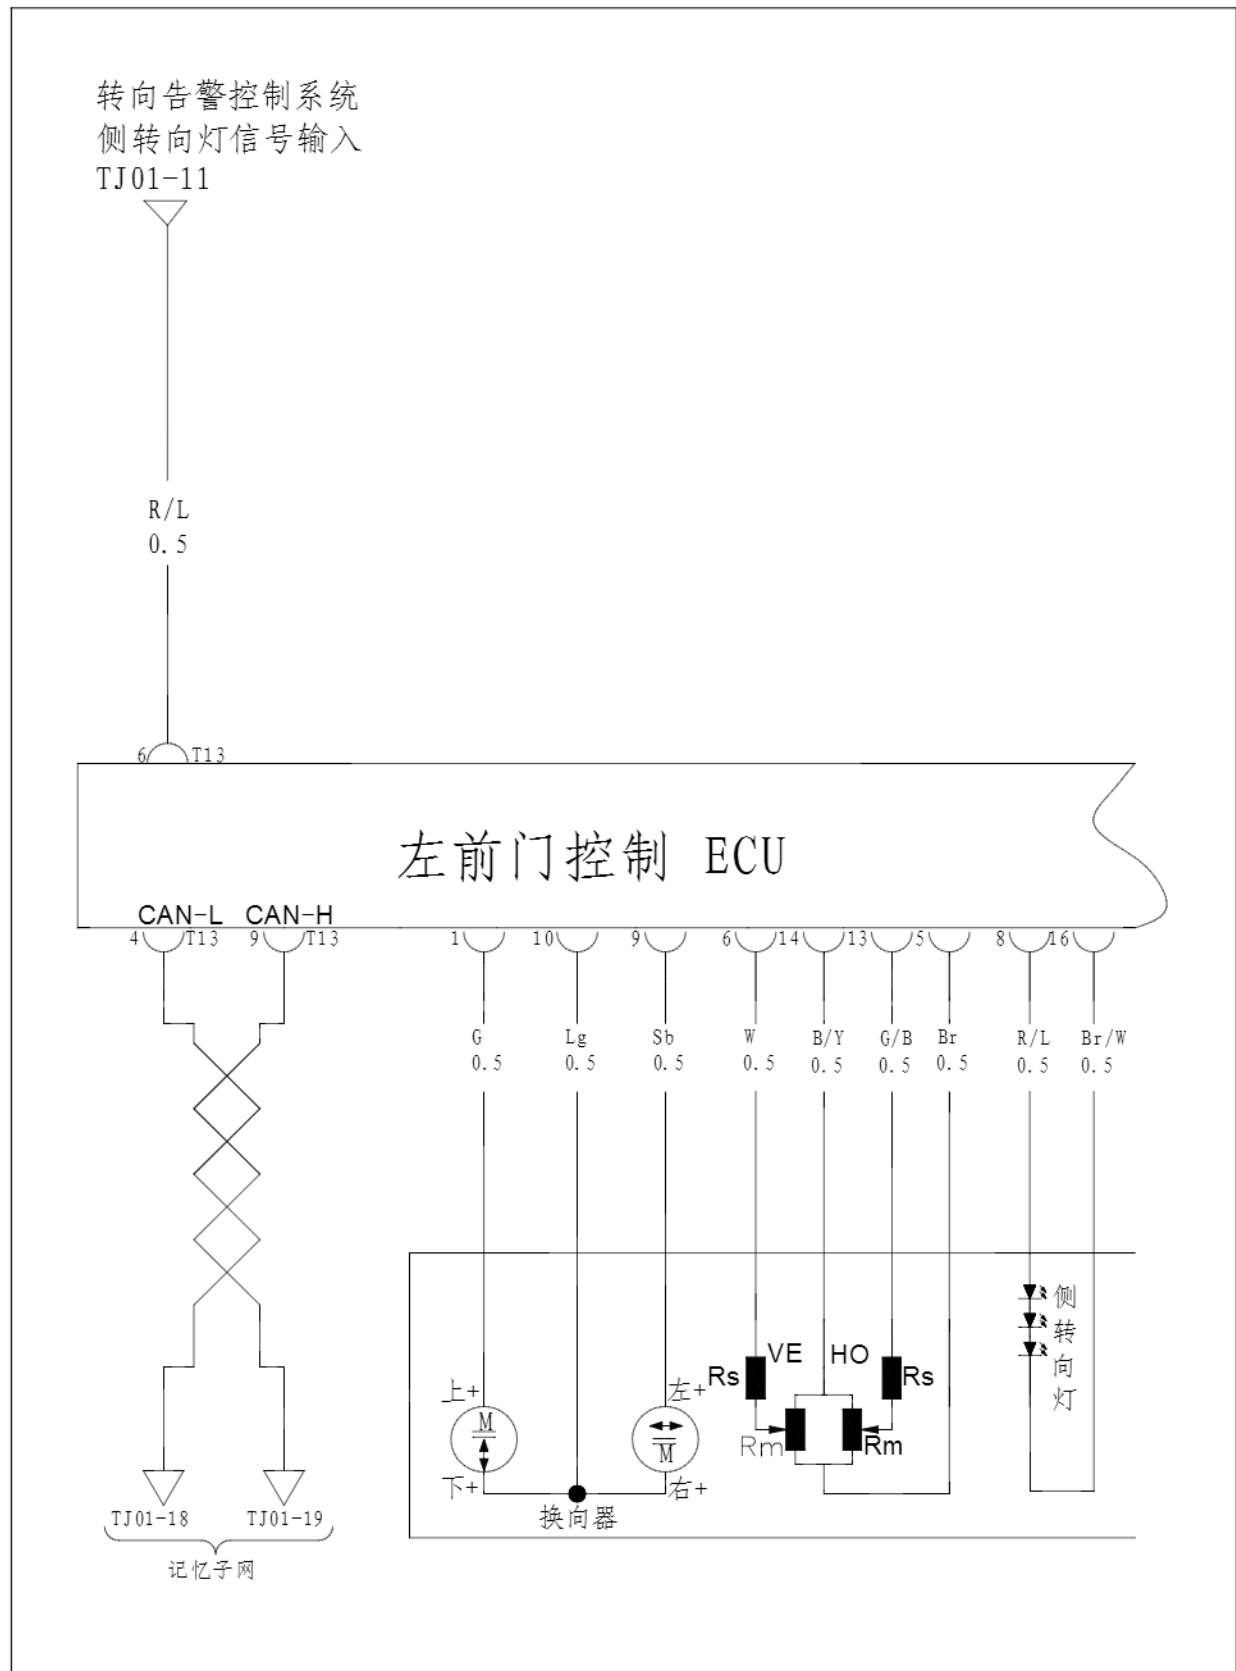 转向告警控制系统
侧转向灯信号输入
TJ01-11
R/L
0.5
6 T13
左前门控制 ECU
CAN-L CAN-H
4 T13 9 T13 1 10 9 6 14 13 5 8 16
G Lg Sb W B/Y G/B Br R/L Br/W
0.5 0.5 0.5 0.5 0.5 0.5 0.5 0.5 0.5
侧转向灯
VE HO
Rs Rs
上+ 左+
M M
Rm Rm
下+ 右+
换向器
TJ01-18 TJ01-19
记忆子网